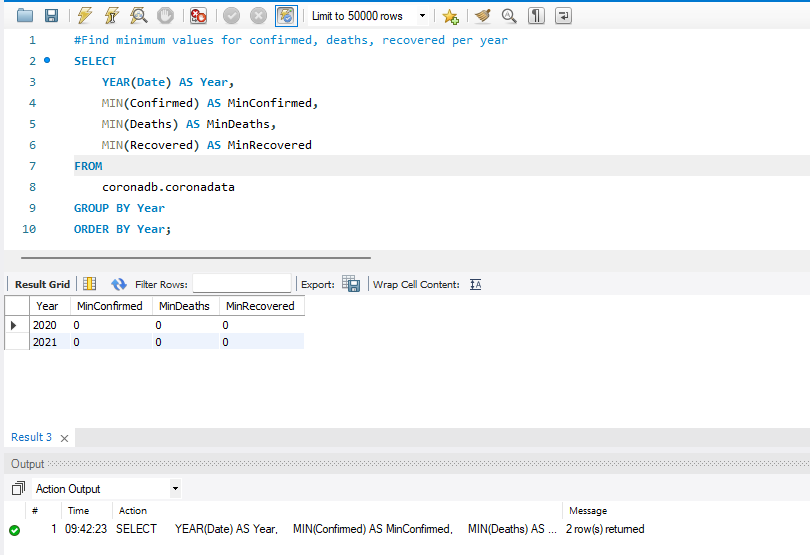 Limit to 50000 rows
1 #Find minimum values for confirmed, deaths, recovered per year
2 SELECT
3 YEAR(Date) AS Year,
4 MIN(Confirmed) AS MinConfirmed,
5 MIN(Deaths) AS MinDeaths,
6 MIN(Recovered) AS MinRecovered
7 FROM
8 coronadb.coronadata
9 GROUP BY Year
10 ORDER BY Year;
Result Grid Filter Rows: Export: Wrap Cell Content:
Year MinConfirmed MinDeaths MinRecovered
2020 0 0 0
2021 0 0 0
Result 3
Output
Action Output
# Time Action Message
1 09:42:23 SELECT YEAR(Date) AS Year, MIN(Confirmed) AS MinConfirmed, MIN(Deaths) AS ... 2 row(s) returned